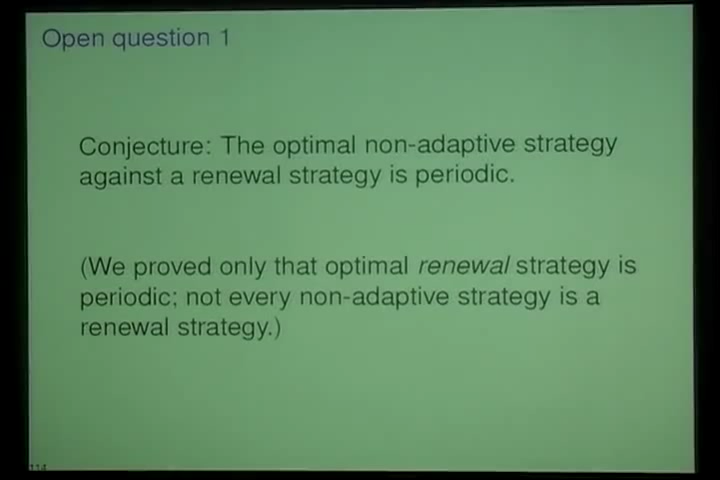 Open question 1
Conjecture: The optimal non-adaptive strategy
against a renewal strategy is periodic.
(We proved only that optimal renewal strategy is
periodic; not every non-adaptive strategy is a
renewal strategy.)
114